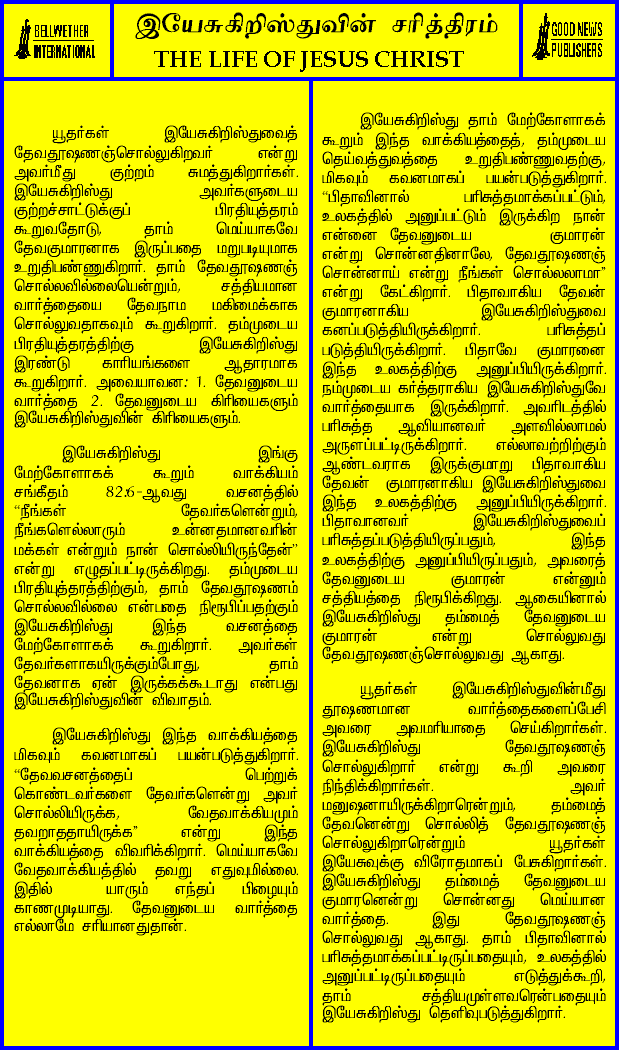 BELLWETHER
INTERNATIONAL
இயேசுகிறிஸ்துவின் சரித்திரம்
THE LIFE OF JESUS CHRIST
GOOD NEWS
PUBLISHERS
யூதர்கள் இயேசுகிறிஸ்துவைத்
தேவதூஷணஞ்சொல்லுகிறவர் என்று
அவர்மீது குற்றம் சுமத்துகிறார்கள்.
இயேசுகிறிஸ்து அவர்களுடைய
குற்றச்சாட்டுக்குப் பிரதியுத்தரம்
கூறுவதோடு, தாம் மெய்யாகவே
தேவகுமாரனாக இருப்பதை மறுபடியுமாக
உறுதிபண்ணுகிறார். தாம் தேவதூஷணஞ்
சொல்லவில்லையென்றும், சத்தியமான
வார்த்தையை தேவநாம மகிமைக்காக
சொல்லுவதாகவும் கூறுகிறார். தம்முடைய
பிரதியுத்தரத்திற்கு இயேசுகிறிஸ்து
இரண்டு காரியங்களை ஆதாரமாக
கூறுகிறார். அவையாவன: 1. தேவனுடைய
வார்த்தை 2. தேவனுடைய கிரியைகளும்
இயேசுகிறிஸ்துவின் கிரியைகளும்.
இயேசுகிறிஸ்து இங்கு
மேற்கோளாகக் கூறும் வாக்கியம்
சங்கீதம் 82:6-ஆவது வசனத்தில்
“நீங்கள் தேவர்களென்றும்,
நீங்களெல்லாரும் உன்னதமானவரின்
மக்கள் என்றும் நான் சொல்லியிருந்தேன்”
என்று எழுதப்பட்டிருக்கிறது. தம்முடைய
பிரதியுத்தரத்திற்கும், தாம் தேவதூஷணம்
சொல்லவில்லை என்பதை நிரூபிப்பதற்கும்
இயேசுகிறிஸ்து இந்த வசனத்தை
மேற்கோளாகக் கூறுகிறார். அவர்கள்
தேவர்களாகயிருக்கும்போது, தாம்
தேவனாக ஏன் இருக்கக்கூடாது என்பது
இயேசுகிறிஸ்துவின் விவாதம்.
இயேசுகிறிஸ்து இந்த வாக்கியத்தை
மிகவும் கவனமாகப் பயன்படுத்துகிறார்.
“தேவவசனத்தைப் பெற்றுக்
கொண்டவர்களை தேவர்களென்று அவர்
சொல்லியிருக்க, வேதவாக்கியமும்
தவறாததாயிருக்க” என்று இந்த
வாக்கியத்தை விவரிக்கிறார். மெய்யாகவே
வேதவாக்கியத்தில் தவறு எதுவுமில்லை.
இதில் யாரும் எந்தப் பிழையும்
காணமுடியாது. தேவனுடைய வார்த்தை
எல்லாமே சரியானதுதான்.
இயேசுகிறிஸ்து தாம் மேற்கோளாகக்
கூறும் இந்த வாக்கியத்தைத், தம்முடைய
தெய்வத்துவத்தை உறுதிபண்ணுவதற்கு,
மிகவும் கவனமாகப் பயன்படுத்துகிறார்.
“பிதாவினால் பரிசுத்தமாக்கப்பட்டும்,
உலகத்தில் அனுப்பட்டும் இருக்கிற நான்
என்னை தேவனுடைய குமாரன்
என்று சொன்னதினாலே, தேவதூஷணஞ்
சொன்னாய் என்று நீங்கள் சொல்லலாமா”
என்று கேட்கிறார். பிதாவாகிய தேவன்
குமாரனாகிய இயேசுகிறிஸ்துவை
கனப்படுத்தியிருக்கிறார். பரிசுத்தப்
படுத்தியிருக்கிறார். பிதாவே குமாரனை
இந்த உலகத்திற்கு அனுப்பியிருக்கிறார்.
நம்முடைய கர்த்தராகிய இயேசுகிறிஸ்துவே
வார்த்தையாக இருக்கிறார். அவரிடத்தில்
பரிசுத்த ஆவியானவர் அளவில்லாமல்
அருளப்பட்டிருக்கிறார். எல்லாவற்றிற்கும்
ஆண்டவராக இருக்குமாறு பிதாவாகிய
தேவன் குமாரனாகிய இயேசுகிறிஸ்துவை
இந்த உலகத்திற்கு அனுப்பியிருக்கிறார்.
பிதாவானவர் இயேசுகிறிஸ்துவைப்
பரிசுத்தப்படுத்தியிருப்பதும், இந்த
உலகத்திற்கு அனுப்பியிருப்பதும், அவரைத்
தேவனுடைய குமாரன் என்னும்
சத்தியத்தை நிரூபிக்கிறது. ஆகையினால்
இயேசுகிறிஸ்து தம்மைத் தேவனுடைய
குமாரன் என்று சொல்லுவது
தேவதூஷணஞ்சொல்லுவது ஆகாது.
யூதர்கள் இயேசுகிறிஸ்துவின்மீது
தூஷணமான வார்த்தைகளைப்பேசி
அவரை அவமரியாதை செய்கிறார்கள்.
இயேசுகிறிஸ்து தேவதூஷணஞ்
சொல்லுகிறார் என்று கூறி அவரை
நிந்திக்கிறார்கள். அவர்
மனுஷனாயிருக்கிறாரென்றும், தம்மைத்
தேவனென்று சொல்லித் தேவதூஷணஞ்
சொல்லுகிறாரென்றும் யூதர்கள்
இயேசுவுக்கு விரோதமாகப் பேசுகிறார்கள்.
இயேசுகிறிஸ்து தம்மைத் தேவனுடைய
குமாரனென்று சொன்னது மெய்யான
வார்த்தை. இது தேவதூஷணஞ்
சொல்லுவது ஆகாது. தாம் பிதாவினால்
பரிசுத்தமாக்கப்பட்டிருப்பதையும், உலகத்தில்
அனுப்பட்டிருப்பதையும் எடுத்துக்கூறி,
தாம் சத்தியமுள்ளவரென்பதையும்
இயேசுகிறிஸ்து தெளிவுபடுத்துகிறார்.